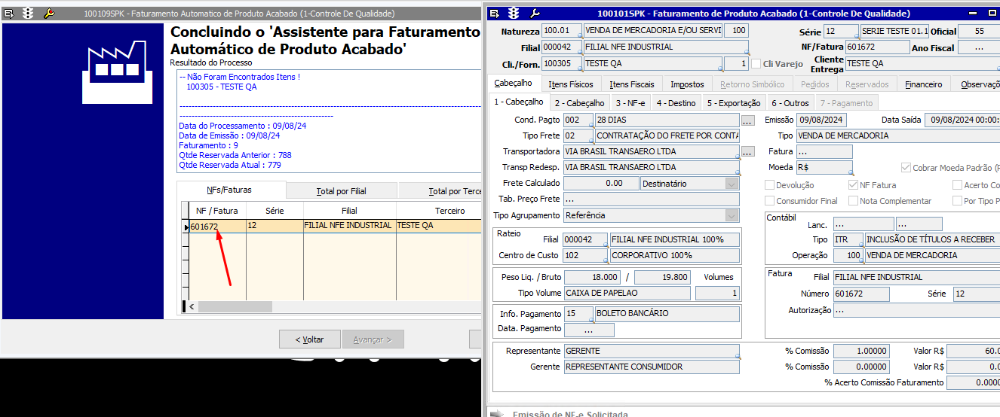 100109SPK - Faturamento Automatico de Produto Acabado (1-Controle De Qualidade)
Concluindo o 'Assistente para Faturamento
Automático de Produto Acabado'
Resultado do Processo
-- Não Foram Encontrados Itens !
100305 - TESTE QA
Data do Processamento : 09/08/24
Data de Emissão : 09/08/24
Faturamento : 9
Qtde Reservada Anterior : 788
Qtde Reservada Atual : 779
NFs/Faturas Total por Filial Total por Terce
NF / Fatura Série Filial Terceiro
601672 12 FILIAL NFE INDUSTRIAL TESTE QA
< Voltar Avançar >
100101SPK - Faturamento de Produto Acabado (1-Controle De Qualidade)
Natureza 100.01 VENDA DE MERCADORIA E/OU SERVI 100 Série 12 SERIE TESTE 01.1 Oficial 55
Filial 000042 FILIAL NFE INDUSTRIAL NF/Fatura 601672 Ano Fiscal ...
Cli./Forn. 100305 TESTE QA 1 Cli Varejo Cliente Entrega TESTE QA
Cabeçalho Itens Físicos Itens Fiscais Impostos Retorno Simbólico Pedidos Reservados Financeiro Observaçõ
1 - Cabeçalho 2 - Cabeçalho 3 - NF-e 4 - Destino 5 - Exportação 6 - Outros 7 - Pagamento
Cond. Pagto 002 28 DIAS ... Emissão 09/08/2024 Data Saída 09/08/2024 00:00:
Tipo Frete 02 CONTRATAÇÃO DO FRETE POR CONTA Tipo VENDA DE MERCADORIA
Transportadora VIA BRASIL TRANSAERO LTDA ... Fatura ...
Transp Redesp. VIA BRASIL TRANSAERO LTDA Moeda R$ Cobrar Moeda Padrão (R
Frete Calculado 0.00 Destinatário Devolução NF Fatura Acerto Co
Tab. Preço Frete ... Consumidor Final Nota Complementar Por Tipo P
Tipo Agrupamento Referência
Contábil
Lanc. ... ...
Rateio
Filial 000042 FILIAL NFE INDUSTRIAL 100% Tipo ITR INCLUSÃO DE TÍTULOS A RECEBER
Centro de Custo 102 CORPORATIVO 100% Operação 100 VENDA DE MERCADORIA
Peso Liq. / Bruto 18.000 / 19.800 Volumes Fatura Filial FILIAL NFE INDUSTRIAL
Tipo Volume CAIXA DE PAPELAO 1 Número 601672 Série 12
Info. Pagamento 15 BOLETO BANCÁRIO Autorização ...
Data. Pagamento ...
Representante GERENTE % Comissão 1.00000 Valor R$ 60.0
Gerente REPRESENTANTE CONSUMIDOR % Comissão 0.00000 Valor R$ 0.0
% Acerto Comissão Faturamento 0.0000
Emissão de NF-e Solicitada